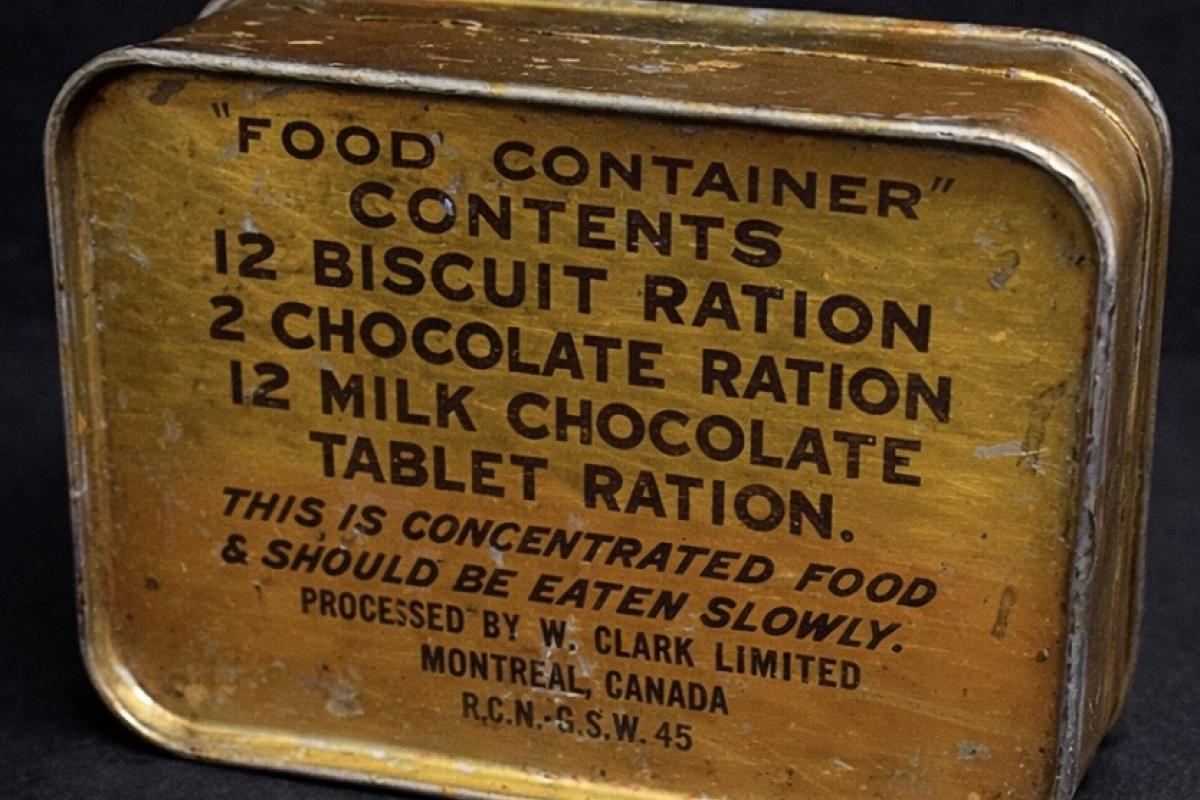 "FOOD CONTAINER"
CONTENTS
12 BISCUIT RATION
2 CHOCOLATE RATION
12 MILK CHOCOLATE
TABLET RATION.
THIS IS CONCENTRATED FOOD
& SHOULD BE EATEN SLOWLY.
PROCESSED BY W. CLARK LIMITED
MONTREAL, CANADA
R.C.N.-G.S.W. 45